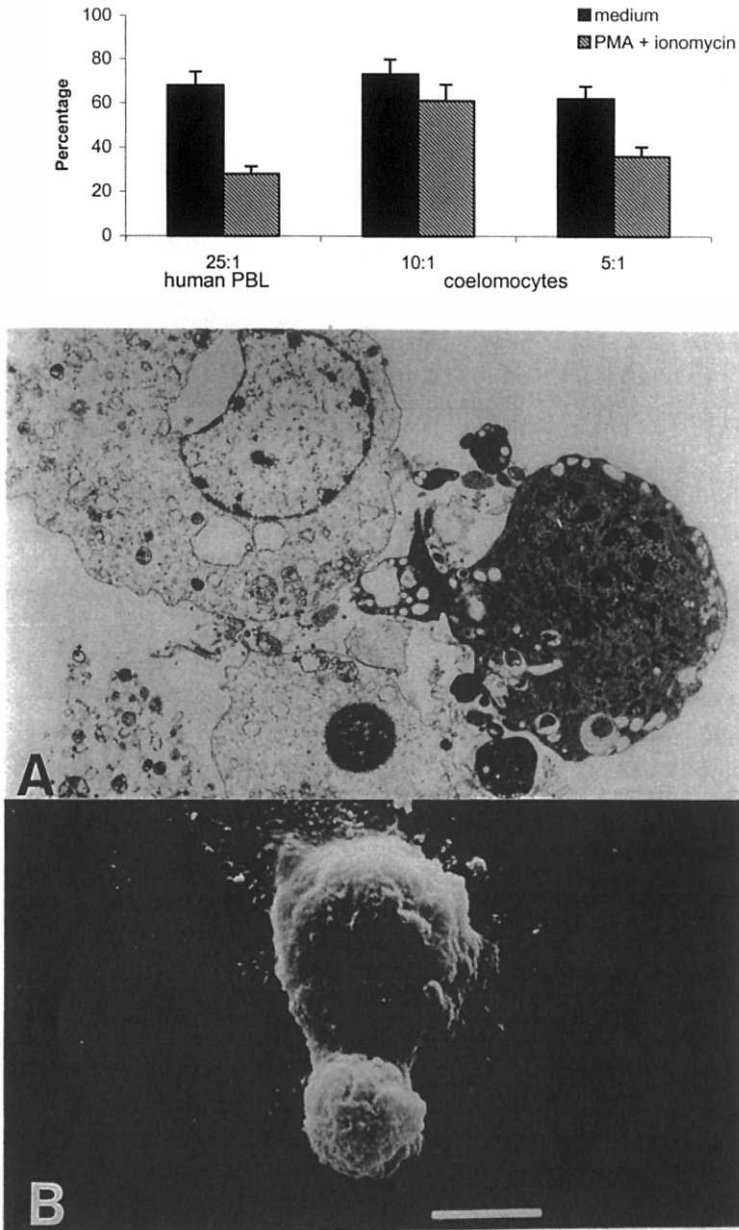 medium
PMA + ionomycin
Percentage
100
80
60
40
20
0
25:1 10:1 5:1
human PBL coelomocytes
A
B